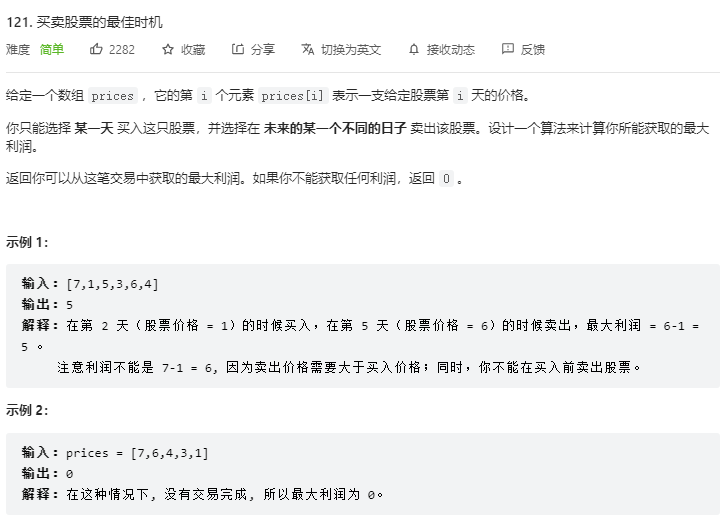 121. 买卖股票的最佳时机
难度 简单 2282 收藏 分享 切换为英文 接收动态 反馈
给定一个数组 prices ，它的第 i 个元素 prices[i] 表示一支给定股票第 i 天的价格。
你只能选择 某一天 买入这只股票，并选择在 未来的某一个不同的日子 卖出该股票。设计一个算法来计算你所能获取的最大
利润。
返回你可以从这笔交易中获取的最大利润。如果你不能获取任何利润，返回 0 。
示例 1：
输入：[7,1,5,3,6,4]
输出：5
解释：在第 2 天（股票价格 = 1）的时候买入，在第 5 天（股票价格 = 6）的时候卖出，最大利润 = 6-1 =
5 。
注意利润不能是 7-1 = 6, 因为卖出价格需要大于买入价格；同时，你不能在买入前卖出股票。
示例 2：
输入：prices = [7,6,4,3,1]
输出：0
解释：在这种情况下, 没有交易完成, 所以最大利润为 0。